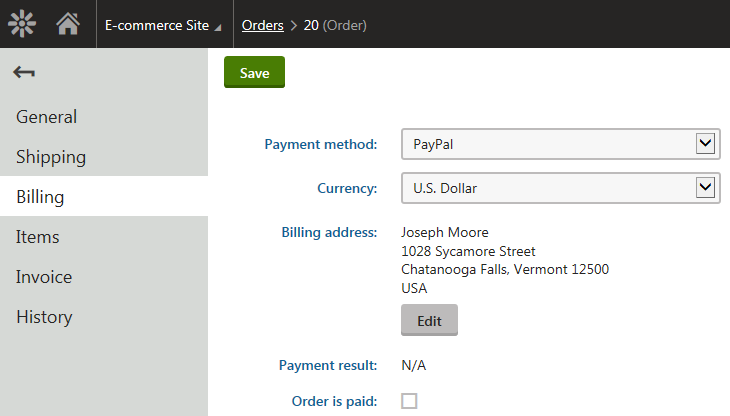 E-commerce Site Orders > 20 (Order)
Save
General
Shipping
Billing
Items
Invoice
History
Payment method: PayPal
Currency: U.S. Dollar
Billing address: Joseph Moore
1028 Sycamore Street
Chatanooga Falls, Vermont 12500
USA
Edit
Payment result: N/A
Order is paid: